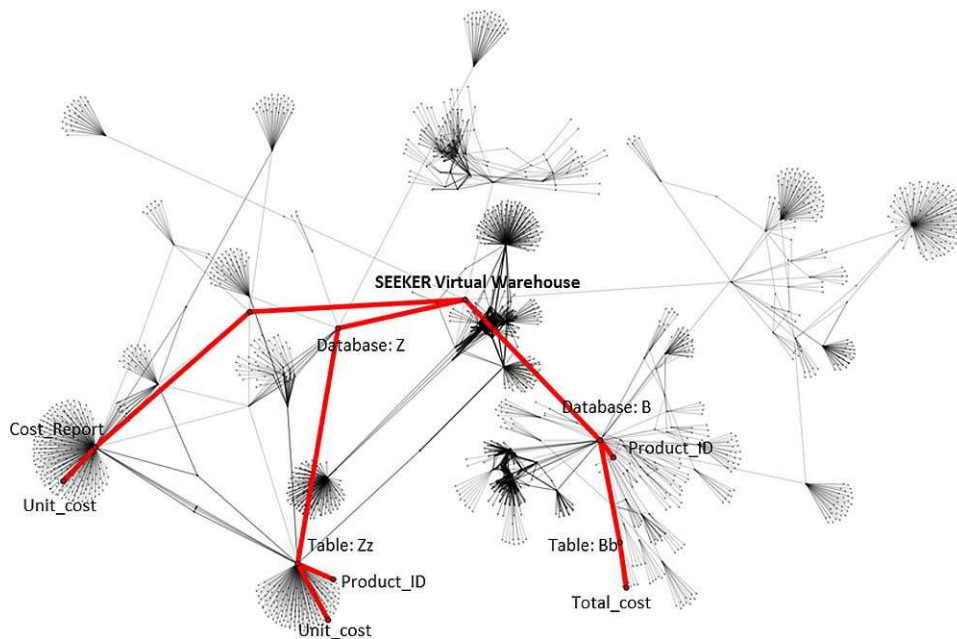 SEEKER Virtual Warehouse
Database: Z
Database: B
Cost_Report
Product_ID
Unit_cost
Table: Zz
Table: Bb
Product_ID
Total_cost
Unit_cost